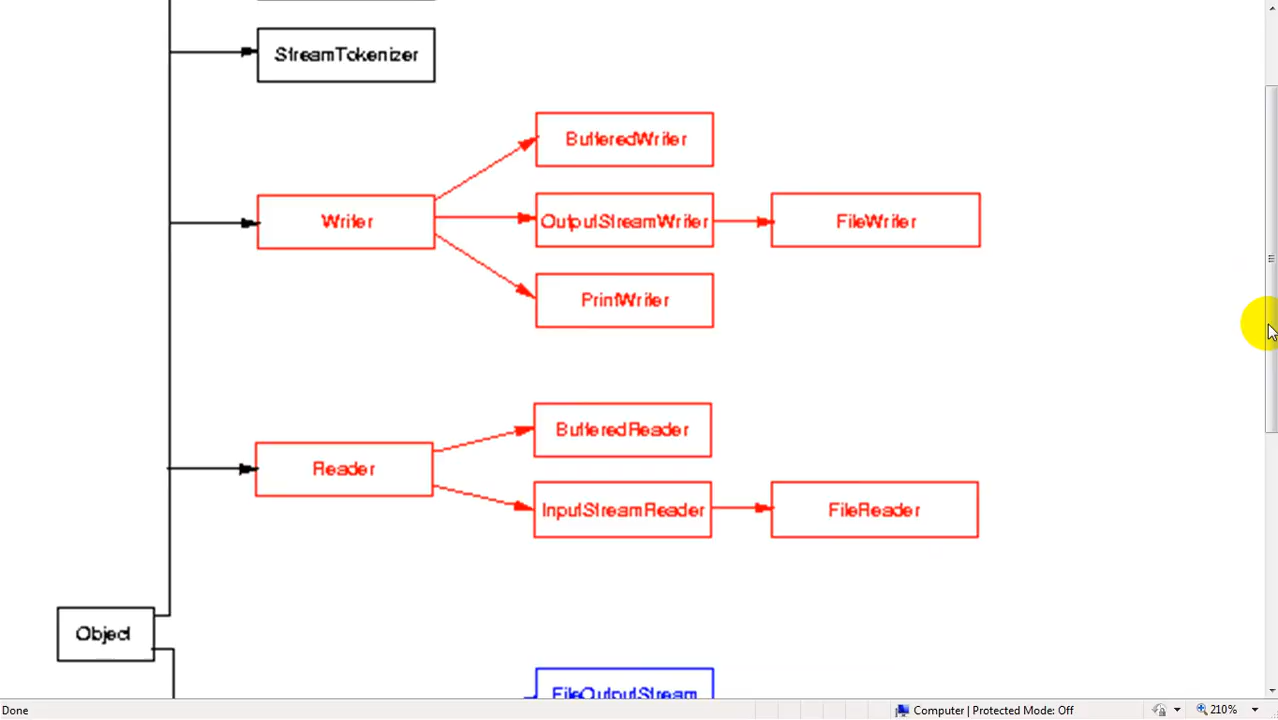 StreamTokenizer
BufferedWriter
Writer
OutputStreamWriter
FileWriter
PrintWriter
BufferedReader
Reader
InputStreamReader
FileReader
Object
FileOutputStream
Done
Computer | Protected Mode: Off
210%